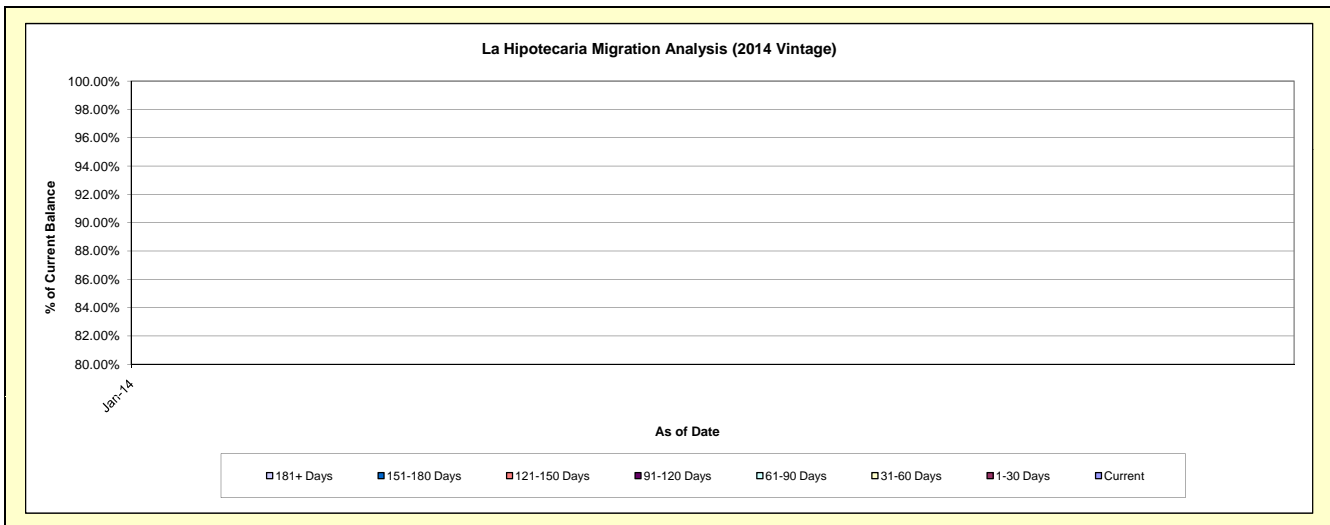 La Hipotecaria Migration Analysis (2014 Vintage)
100.00%
98.00%
96.00%
94.00%
92.00%
90.00%
88.00%
86.00%
84.00%
82.00%
80.00%
% of Current Balance
Jan-14
As of Date
181+ Days 151-180 Days 121-150 Days 91-120 Days 61-90 Days 31-60 Days 1-30 Days Current